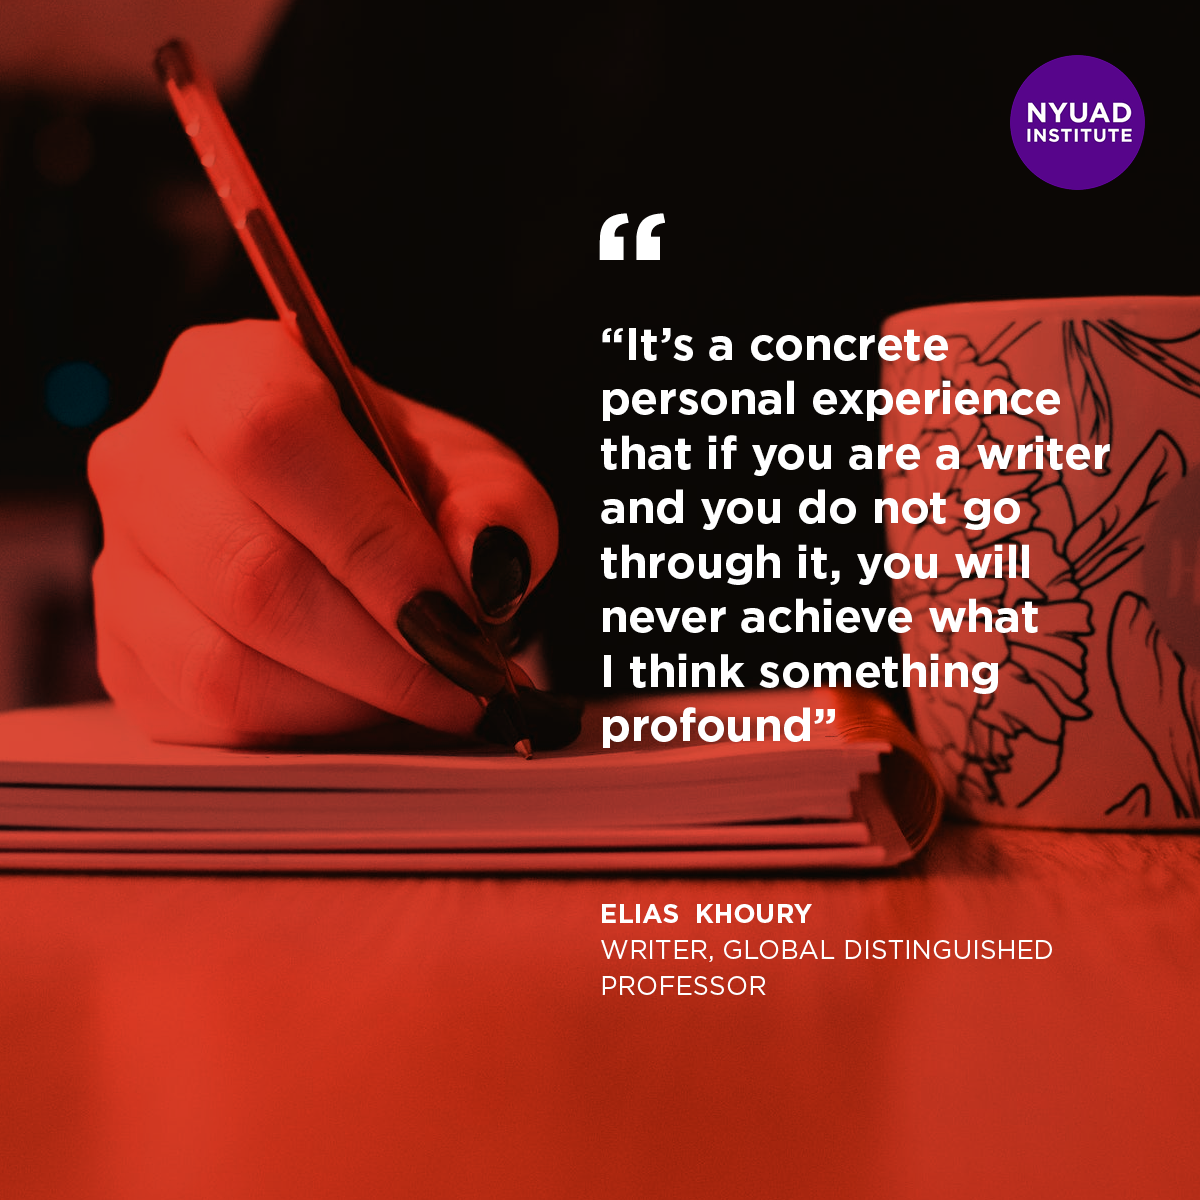 NYUAD
INSTITUTE
“
“It’s a concrete
personal experience
that if you are a writer
and you do not go
through it, you will
never achieve what
I think something
profound”
ELIAS KHOURY
WRITER, GLOBAL DISTINGUISHED
PROFESSOR